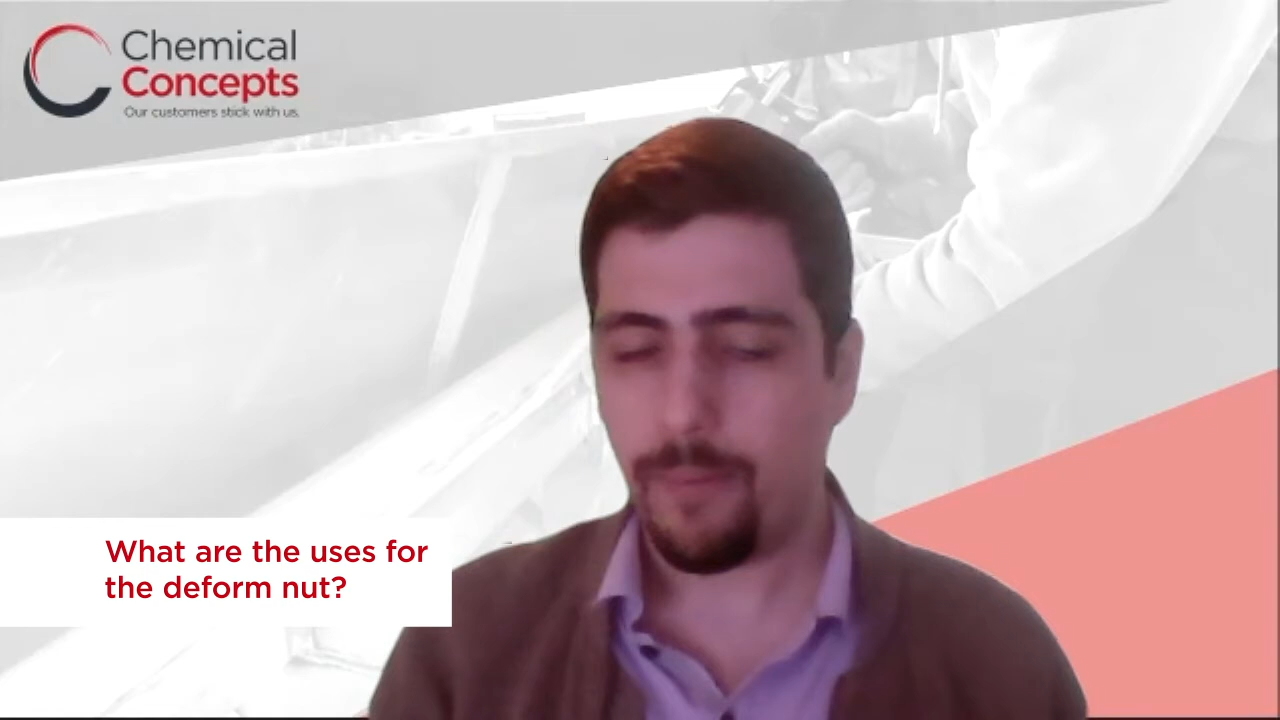 Chemical
Concepts
Our customers stick with us.
What are the uses for
the deform nut?